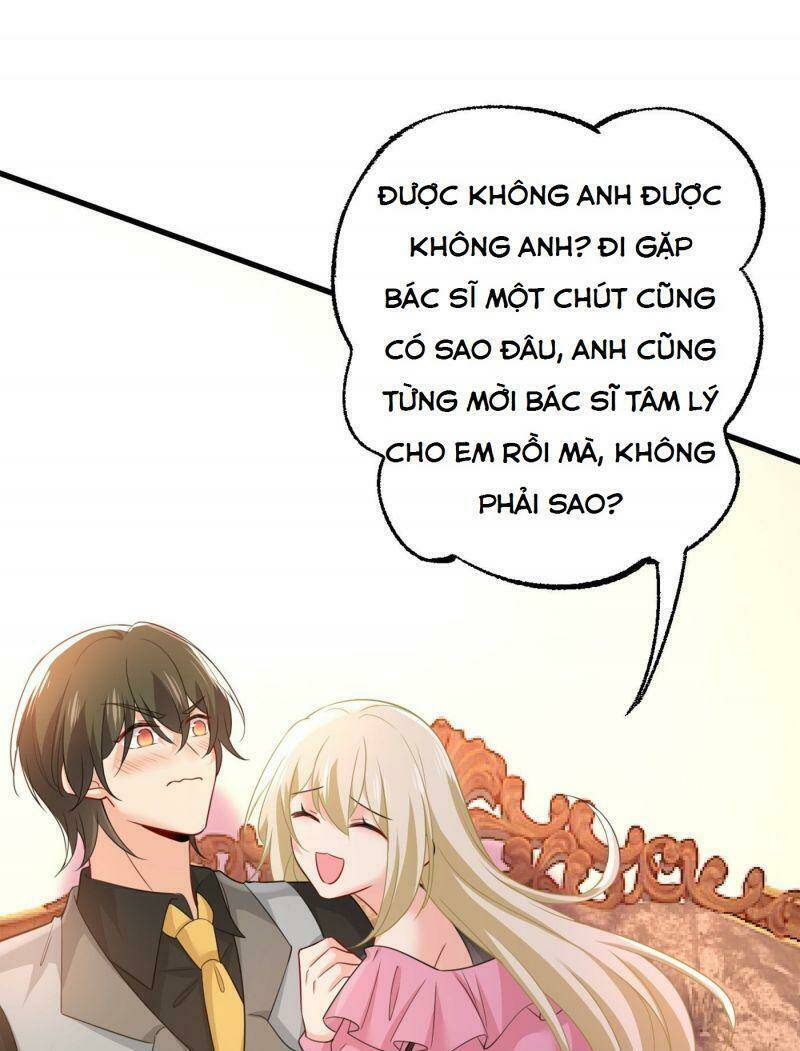 ĐƯỢC KHÔNG ANH ĐƯỢC
KHÔNG ANH? ĐI GẶP
BÁC SĨ MỘT CHÚT CŨNG
CÓ SAO ĐÂU, ANH CŨNG
TỪNG MỜI BÁC SĨ TÂM LÝ
CHO EM RỒI MÀ, KHÔNG
PHẢI SAO?